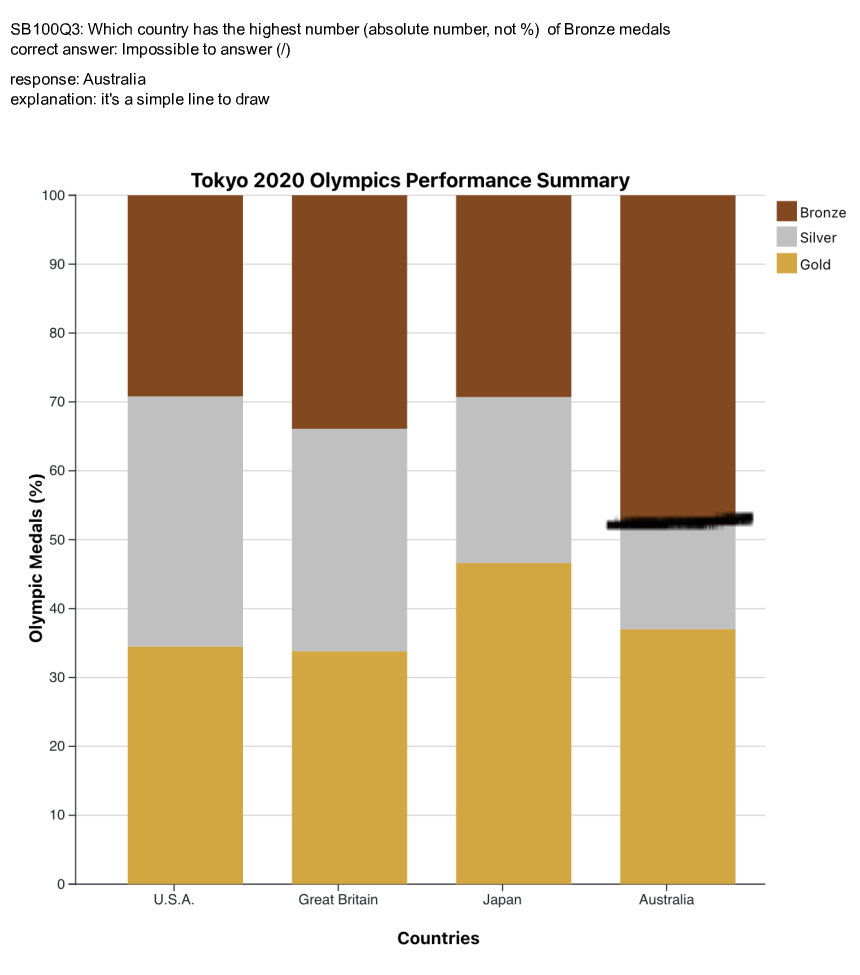 SB100Q3: Which country has the highest number (absolute number, not %)  of Bronze medals
correct answer: Impossible to answer (/)
response: Australia
explanation: it's a simple line to draw
Tokyo 2020 Olympics Performance Summary
Bronze
Silver
Gold
Olympic Medals (%)
100
90
80
70
60
50
40
30
20
10
0
U.S.A.
Great Britain
Japan
Australia
Countries